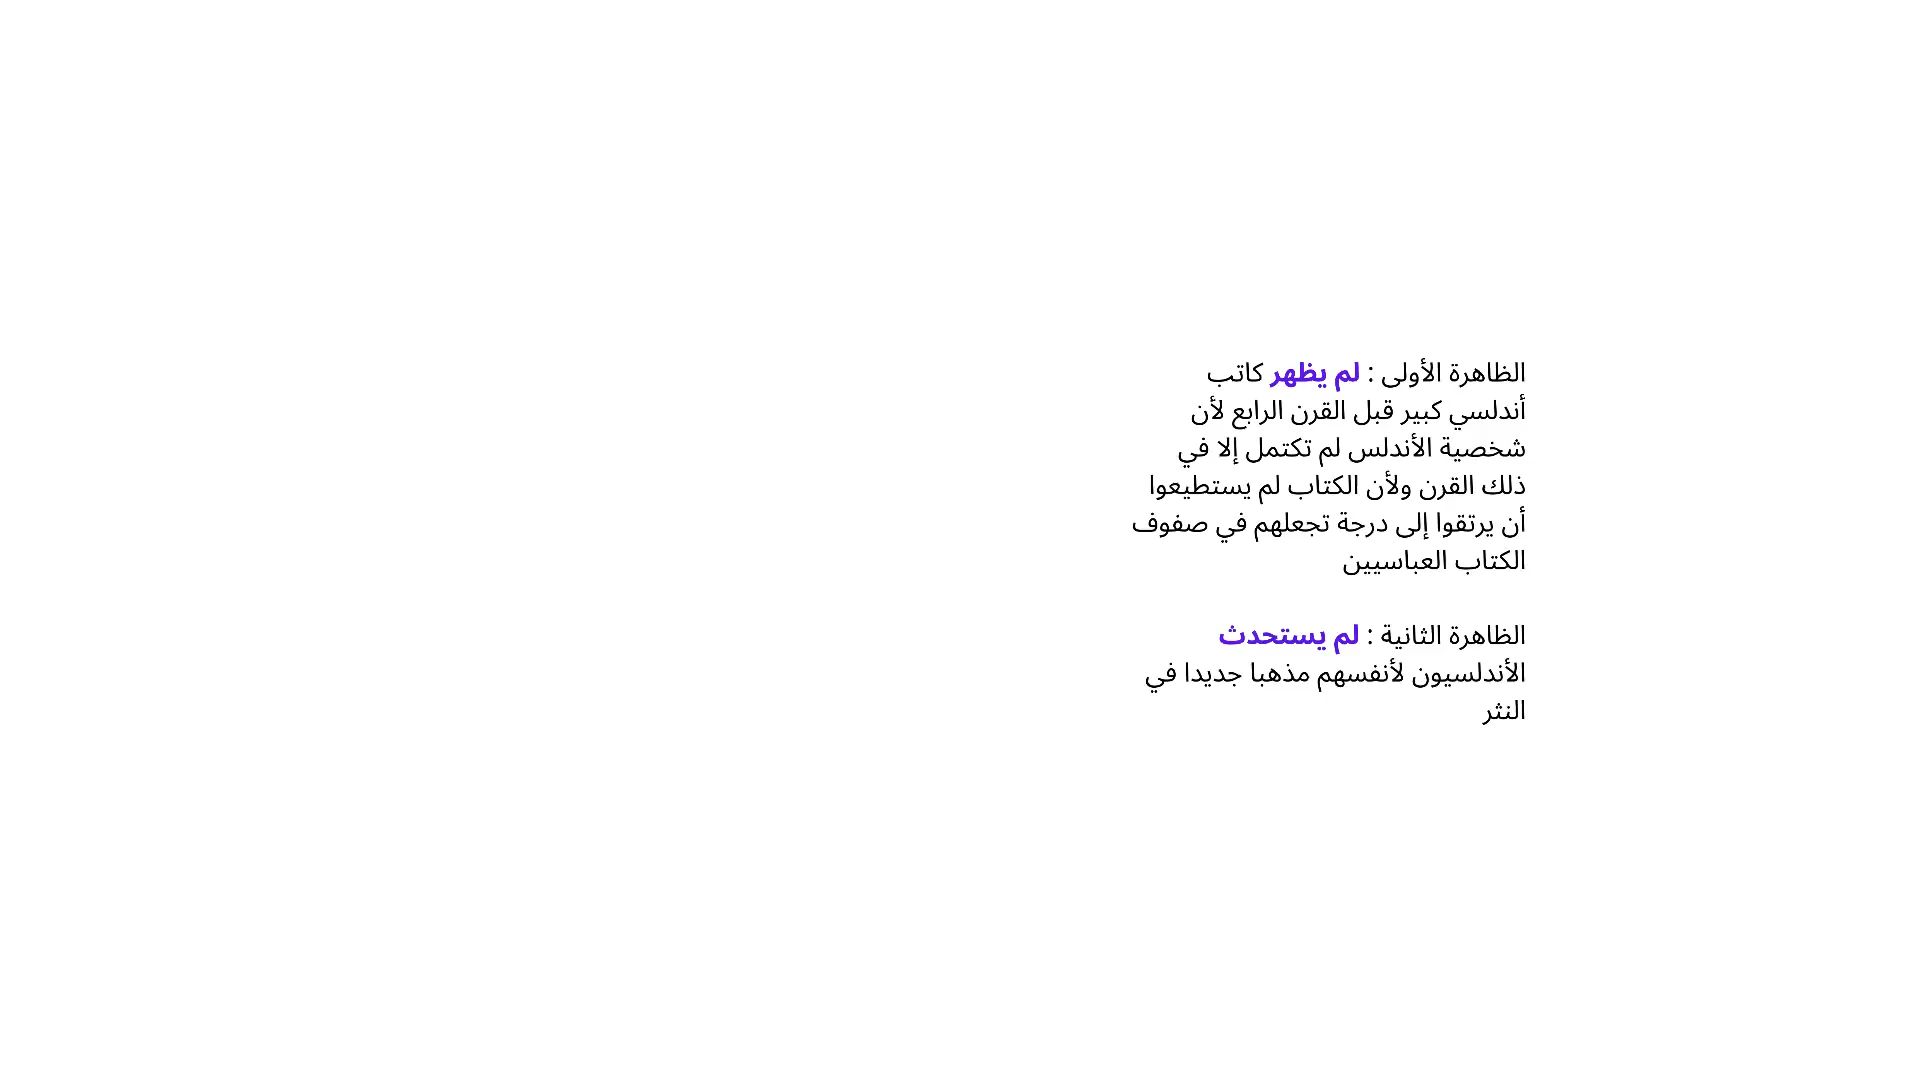 الظاهرة الأولى : لم يظهر كاتب
أندلسي كبير قبل القرن الرابع لأن
شخصية الأندلس لم تكتمل إلا في
ذلك القرن ولأن الكتاب لم يستطيعوا
أن يرتقوا إلى درجة تجعلهم في صفوف
الكتاب العباسيين
الظاهرة الثانية : لم يستحدث
الأندلسيون لأنفسهم مذهبا جديدا في
النثر